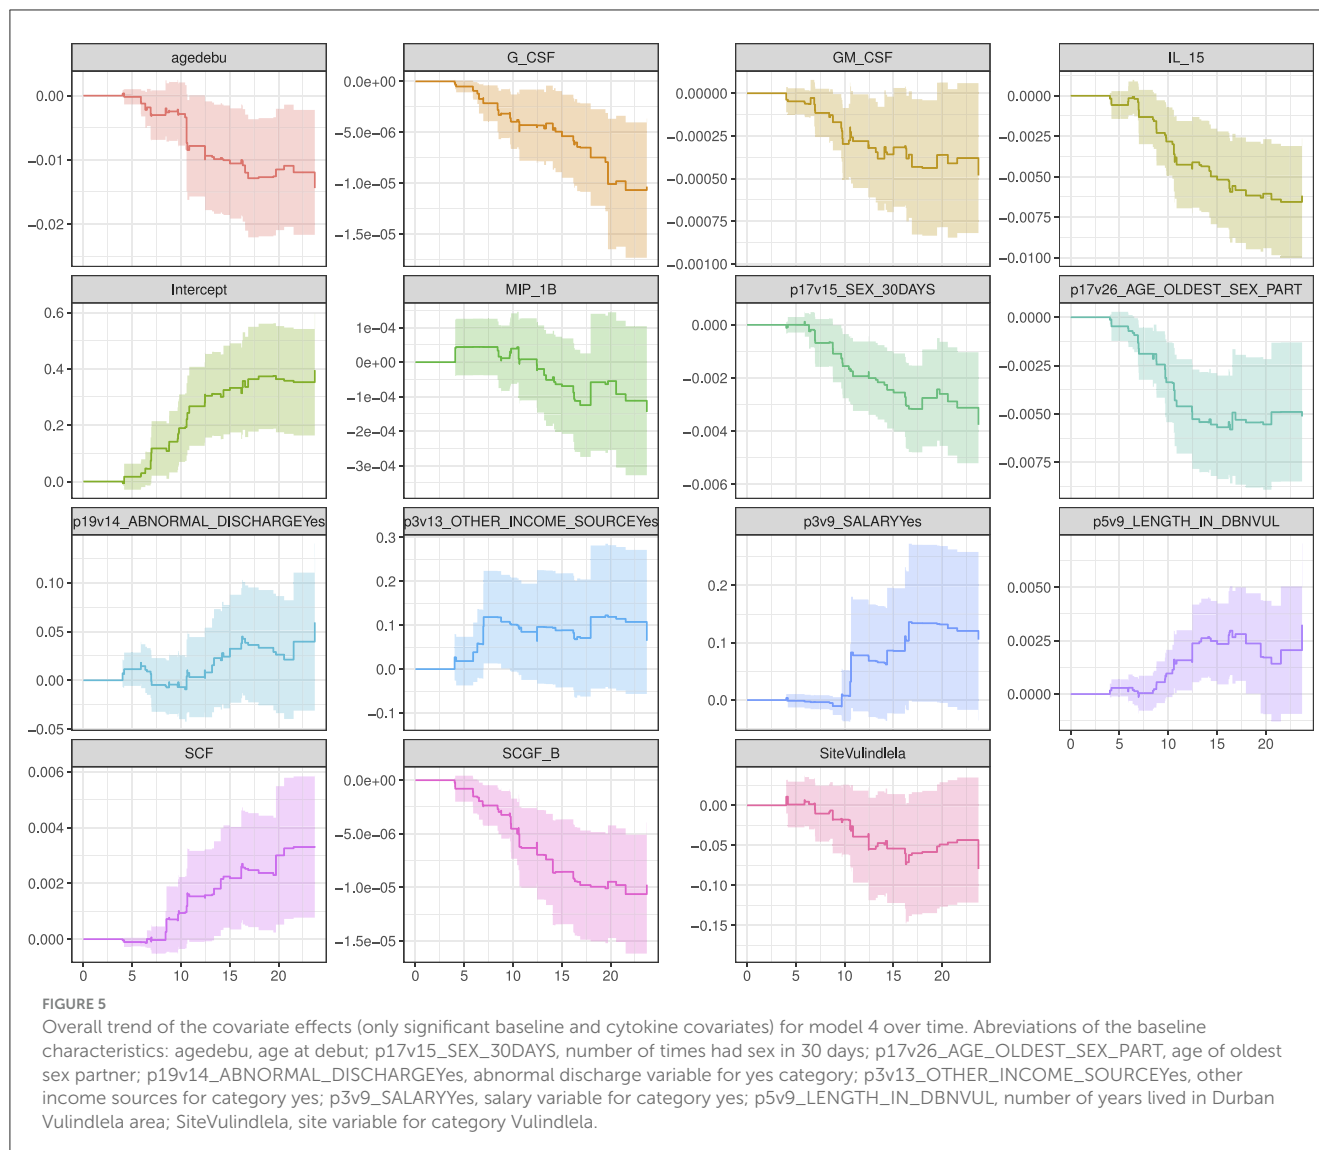 agedebu G_CSF GM_CSF IL_15
0.00 0.0e+00 0.00000 0.0000
-0.01 -5.0e-06 -0.00025 -0.0025
-0.02 -1.0e-05 -0.00050 -0.0050
-1.5e-05 -0.00075 -0.0075
-0.00100 -0.0100
Intercept MIP_1B p17v15_SEX_30DAYS p17v26_AGE_OLDEST_SEX_PART
0.6 1e-04 0.000 0.0000
0.4 0e+00 -0.002 -0.0025
0.2 -1e-04 -0.004 -0.0050
0.0 -2e-04 -0.006 -0.0075
-3e-04
p19v14_ABNORMAL_DISCHARGEYes p3v13_OTHER_INCOME_SOURCEYes p3v9_SALARYYes p5v9_LENGTH_IN_DBNVUL
0.10 0.3 0.2 0.0050
0.05 0.2 0.1 0.0025
0.00 0.1 0.0 0.0000
-0.05 0.0
-0.1
0 5 10 15 20
SCF SCGF_B SiteVulindlela
0.006 0.0e+00 0.00
0.004 -5.0e-06 -0.05
0.002 -1.0e-05 -0.10
0.000 -1.5e-05 -0.15
0 5 10 15 20 0 5 10 15 20 0 5 10 15 20
FIGURE 5
Overall trend of the covariate effects (only significant baseline and cytokine covariates) for model 4 over time. Abreviations of the baseline
characteristics: agedebu, age at debut; p17v15_SEX_30DAYS, number of times had sex in 30 days; p17v26_AGE_OLDEST_SEX_PART, age of oldest
sex partner; p19v14_ABNORMAL_DISCHARGEYes, abnormal discharge variable for yes category; p3v13_OTHER_INCOME_SOURCEYes, other
income sources for category yes; p3v9_SALARYYes, salary variable for category yes; p5v9_LENGTH_IN_DBNVUL, number of years lived in Durban
Vulindlela area; SiteVulindlela, site variable for category Vulindlela.